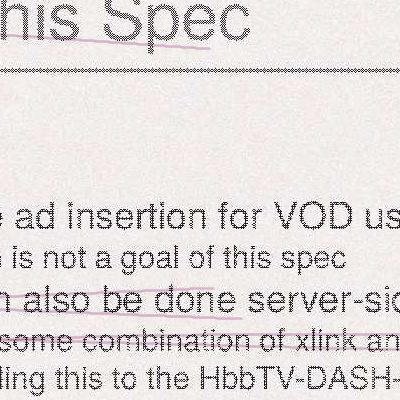 his Spec
ad insertion for VOD us
is not a goal of this spec
also be done server-sid
some combination of xlink an
ling this to the HbbTV-DASH-